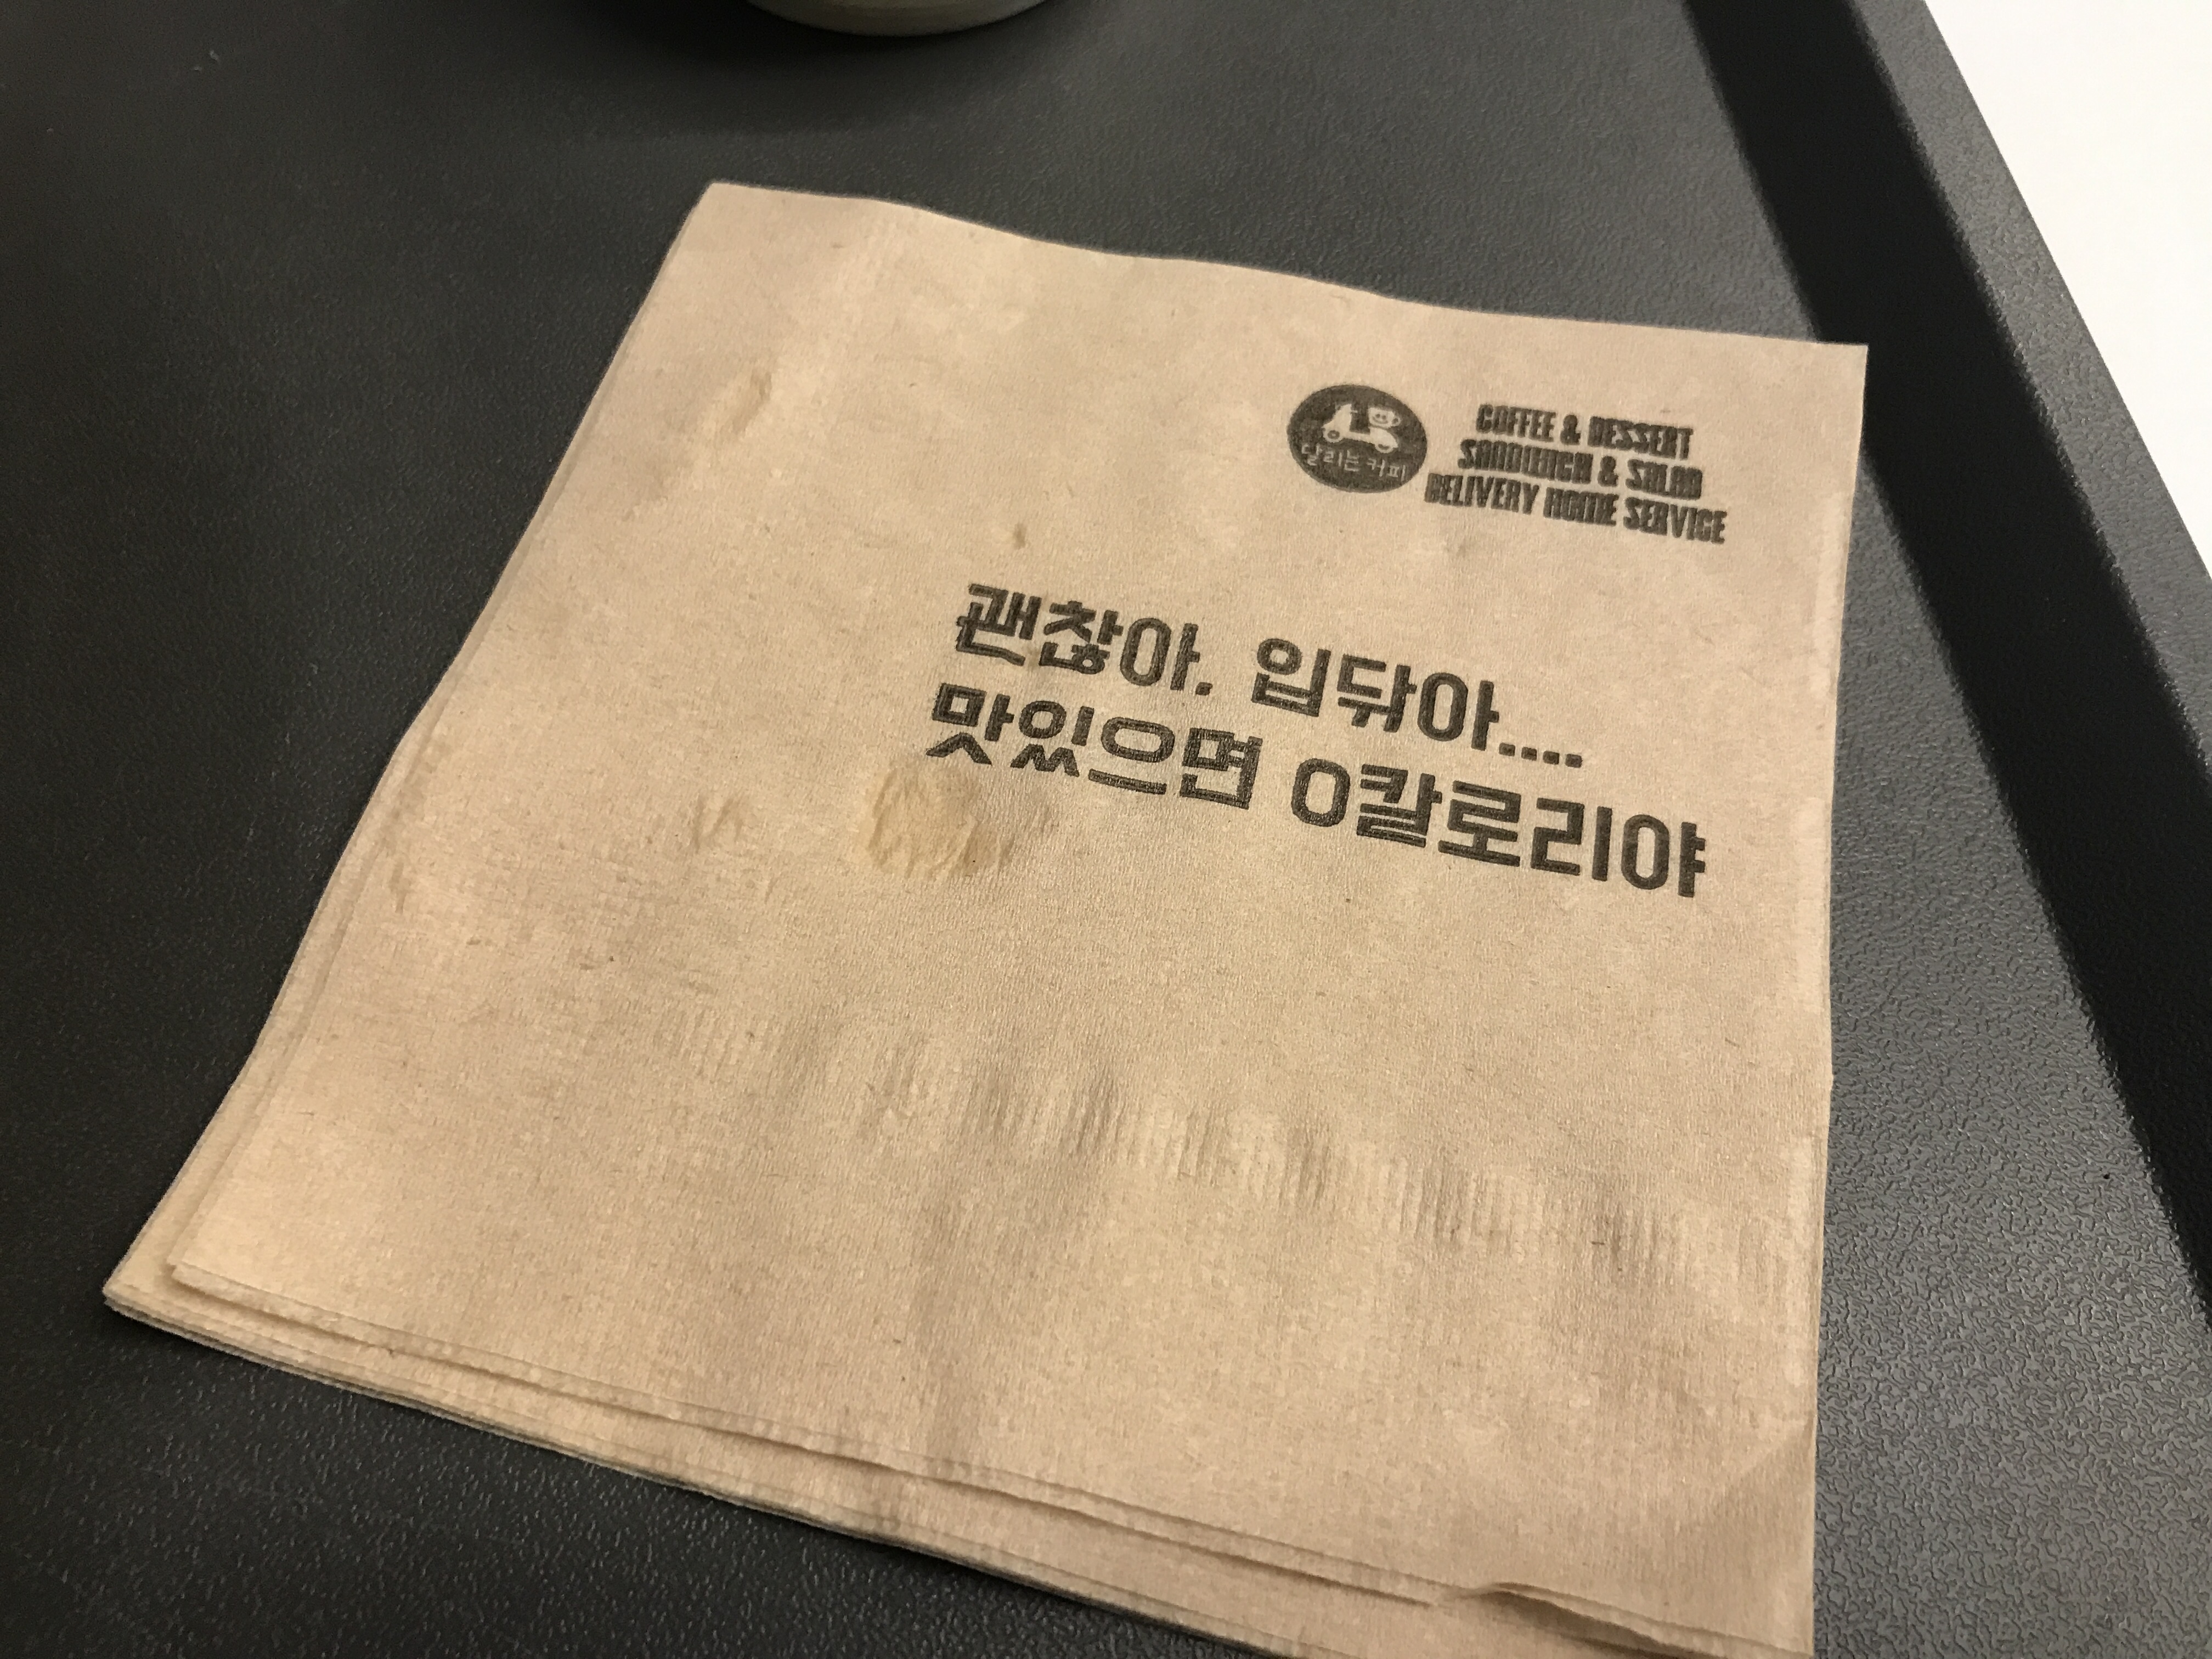 달리는 커피
COFFEE & DESSERT
SANDWICH & SALAD
DELIVERY HOME SERVICE
괜찮아. 입닦아....
맛있으면 0칼로리야